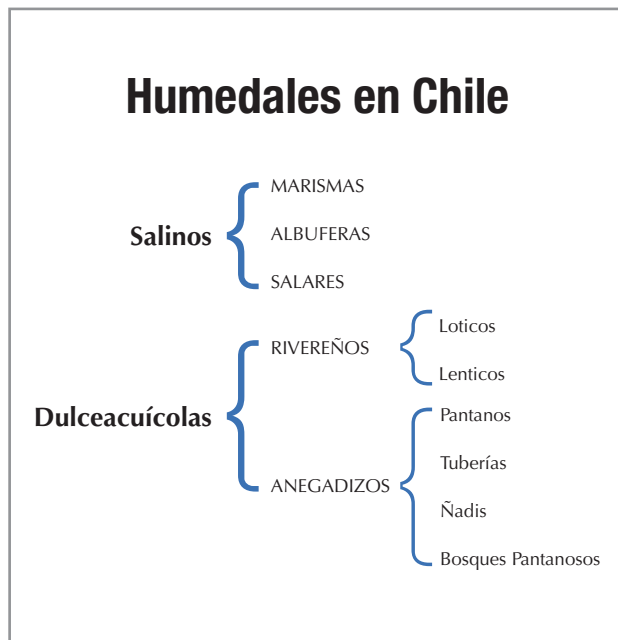 Humedales en Chile
Salinos
MARISMAS
ALBUFERAS
SALARES
Dulceacuícolas
RIVEREÑOS
Loticos
Lenticos
ANEGADIZOS
Pantanos
Tuberías
Ñadis
Bosques Pantanosos